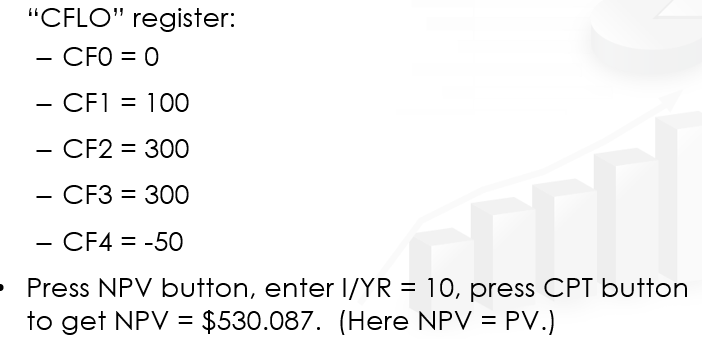 “CFLO” register:
– CF0 = 0
– CF1 = 100
– CF2 = 300
– CF3 = 300
– CF4 = -50
• Press NPV button, enter I/YR = 10, press CPT button
to get NPV = $530.087. (Here NPV = PV.)